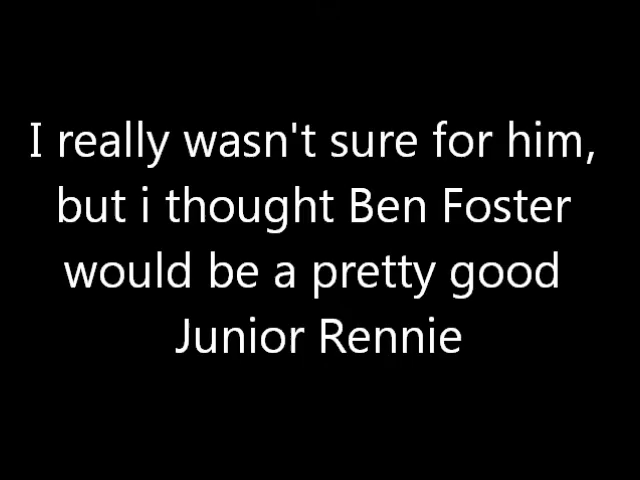 I really wasn't sure for him,
but i thought Ben Foster
would be a pretty good
Junior Rennie